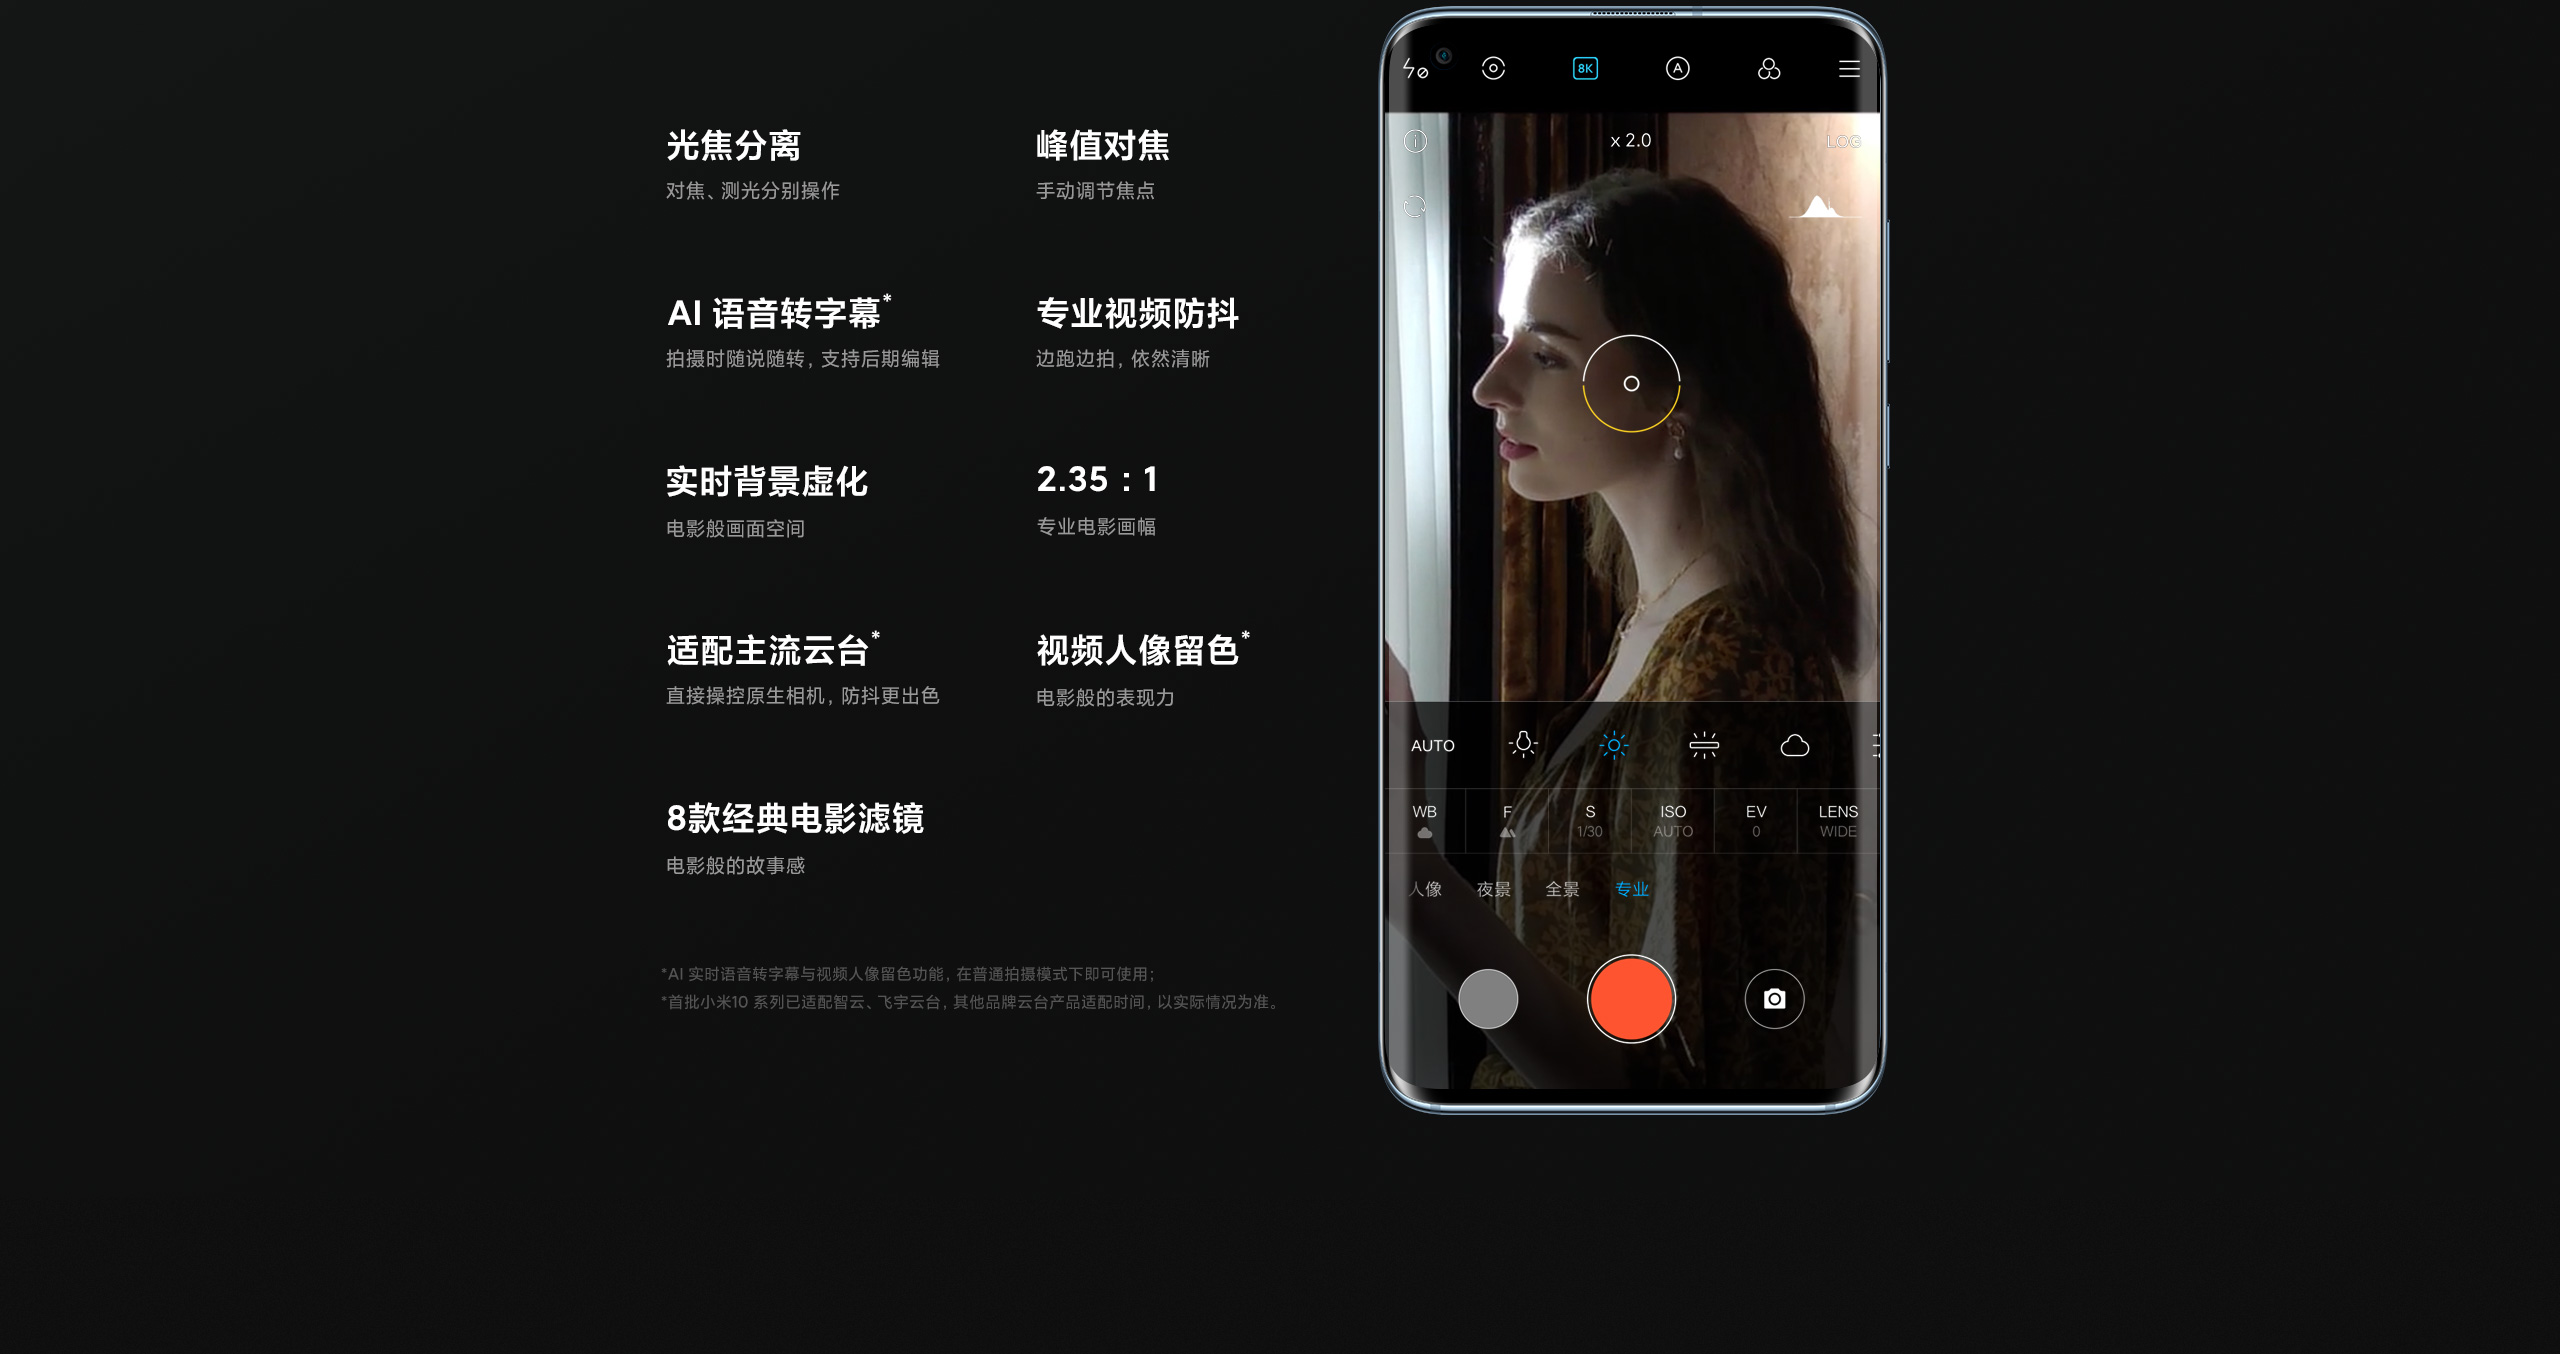 光焦分离
对焦、测光分别操作
峰值对焦
手动调节焦点
AI 语音转字幕*
拍摄时随说随转，支持后期编辑
专业视频防抖
边跑边拍，依然清晰
实时背景虚化
电影般画面空间
2.35 : 1
专业电影画幅
适配主流云台*
直接操控原生相机，防抖更出色
视频人像留色*
电影般的表现力
8款经典电影滤镜
电影般的故事感
*AI 实时语音转字幕与视频人像留色功能，在普通拍摄模式下即可使用；
*首批小米10 系列已适配智云、飞宇云台，其他品牌云台产品适配时间，以实际情况为准。
8K
A
x 2.0
LOG
AUTO
WB F S ISO EV LENS
1/30 AUTO 0 WIDE
人像 夜景 全景 专业